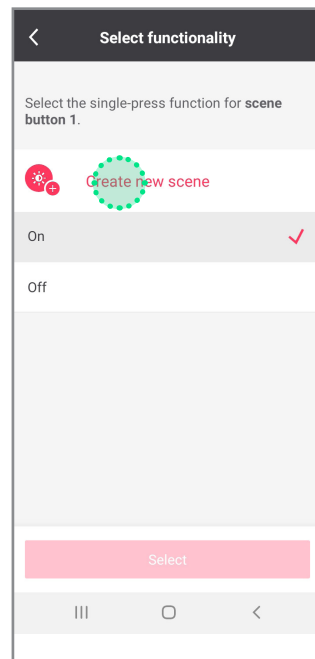 Select functionality
Select the single-press function for scene
button 1.
Create new scene
On
Off
Select